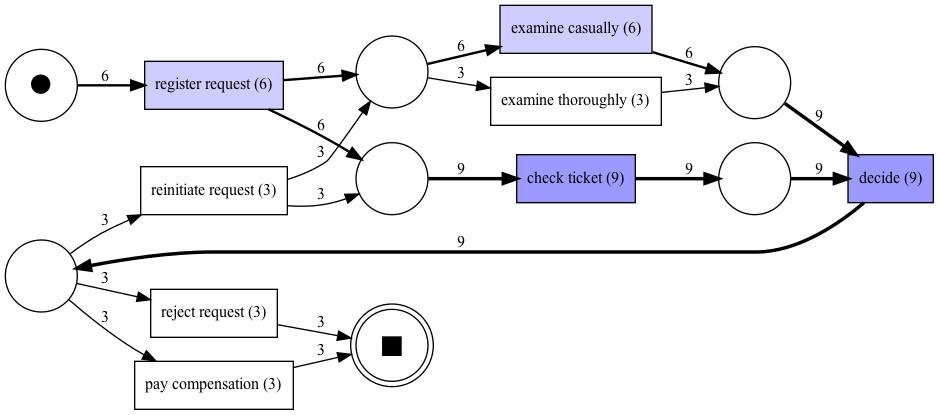 examine casually (6)
6
6
6
register request (6)
6
3
3
examine thoroughly (3)
6
9
3
reinitiate request (3)
3
9
check ticket (9)
9
9
decide (9)
3
9
3
reject request (3)
3
3
3
pay compensation (3)